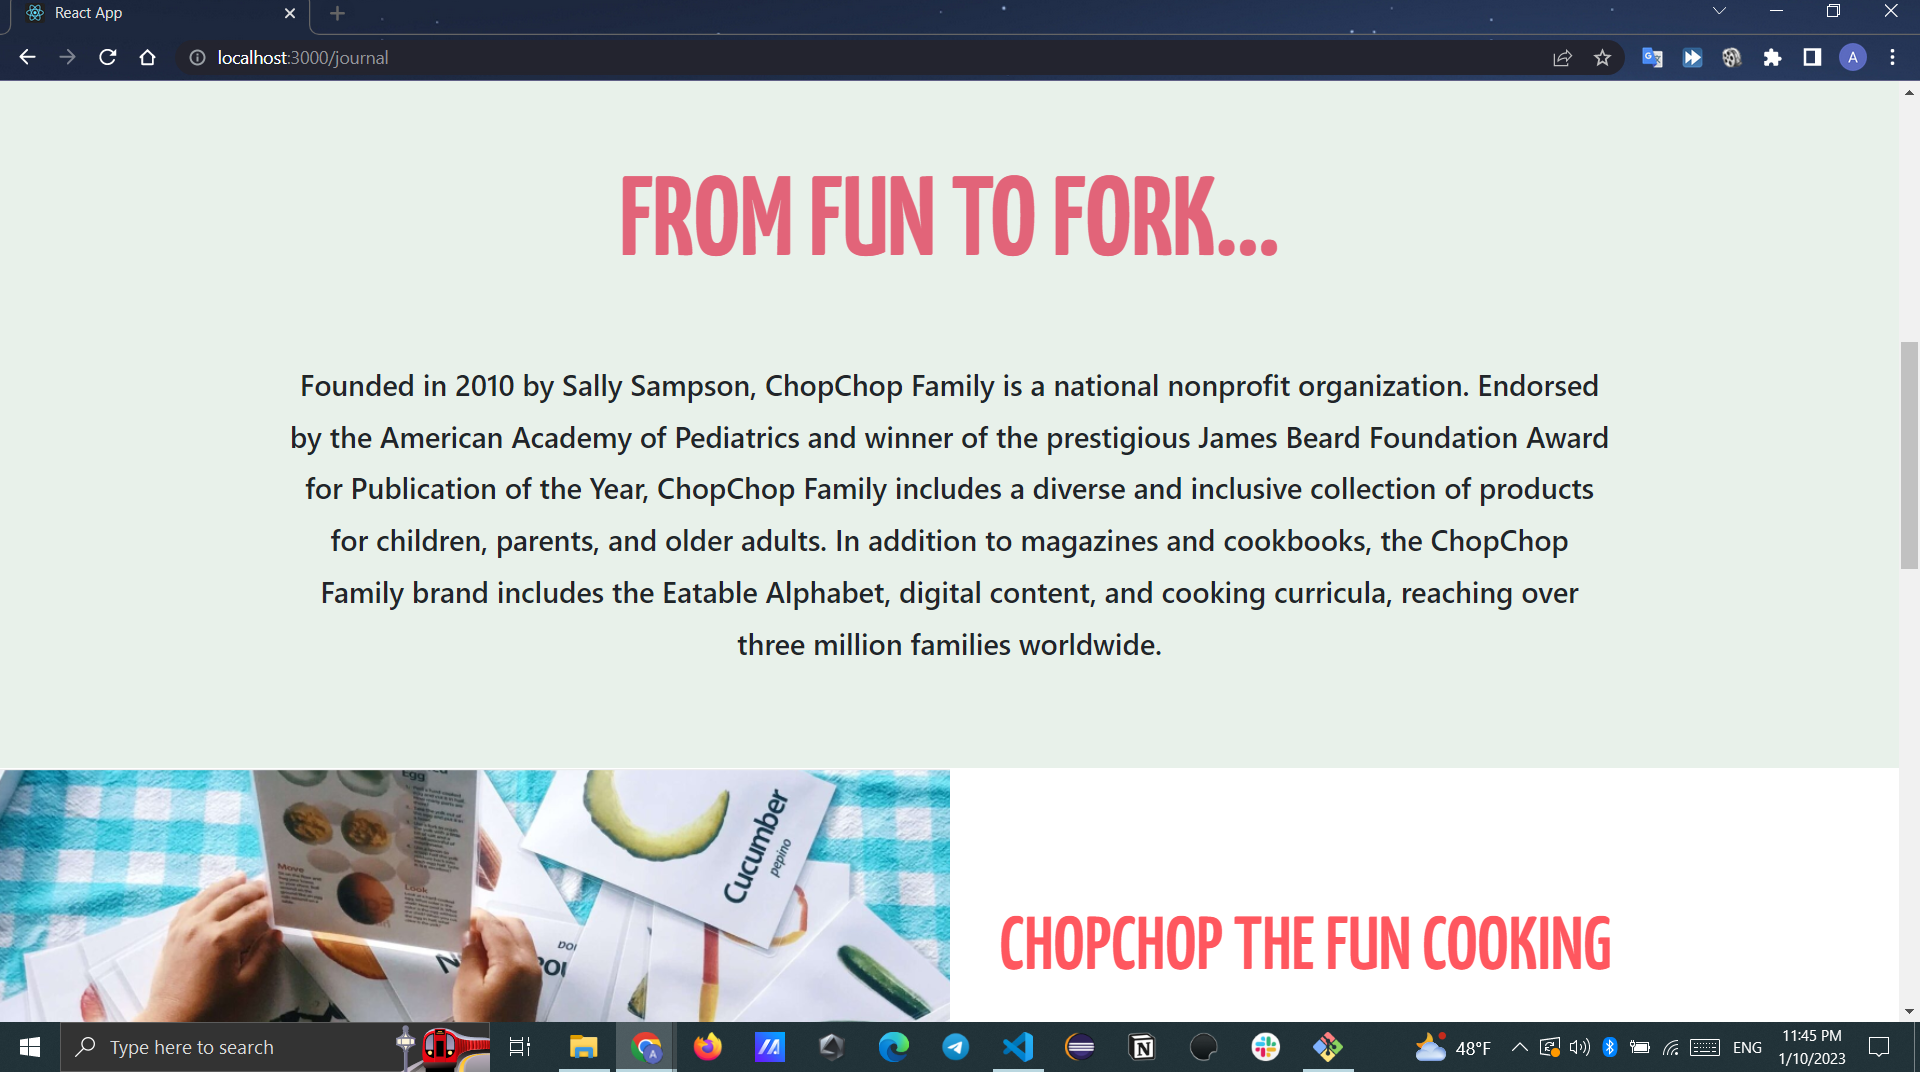 React App
localhost:3000/journal
A
FROM FUN TO FORK...
Founded in 2010 by Sally Sampson, ChopChop Family is a national nonprofit organization. Endorsed
by the American Academy of Pediatrics and winner of the prestigious James Beard Foundation Award
for Publication of the Year, ChopChop Family includes a diverse and inclusive collection of products
for children, parents, and older adults. In addition to magazines and cookbooks, the ChopChop
Family brand includes the Eatable Alphabet, digital content, and cooking curricula, reaching over
three million families worldwide.
Egg
Move
Look
Cucumber
pepino
CHOPCHOP THE FUN COOKING
Type here to search
48°F
ENG
11:45 PM
1/10/2023